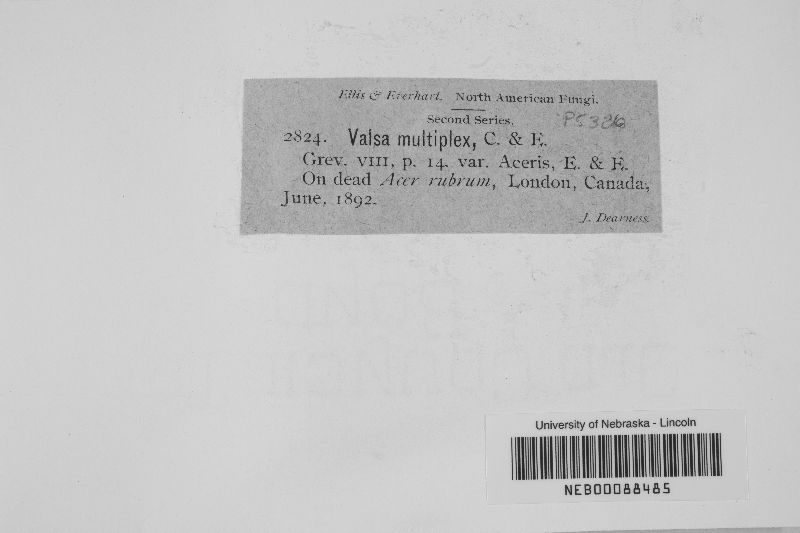 Ellis & Everhart. North American Fungi.
Second Series. P5386
2824. Valsa multiplex, C. & E.
Grev. VIII, p. 14. var. Aceris, E. & E.
On dead Acer rubrum, London, Canada,
June, 1892.
J. Dearness.
University of Nebraska - Lincoln
NEB00088485